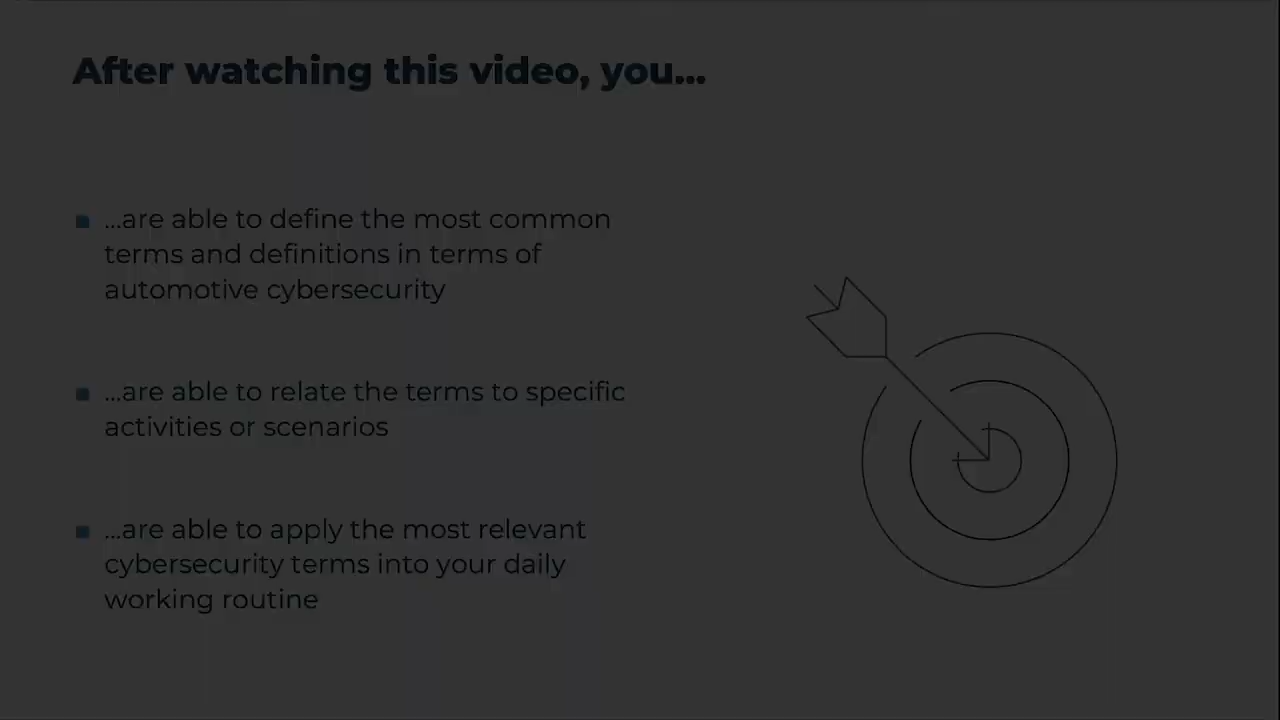 After watching this video, you...
...are able to define the most common
terms and definitions in terms of
automotive cybersecurity
...are able to relate the terms to specific
activities or scenarios
...are able to apply the most relevant
cybersecurity terms into your daily
working routine